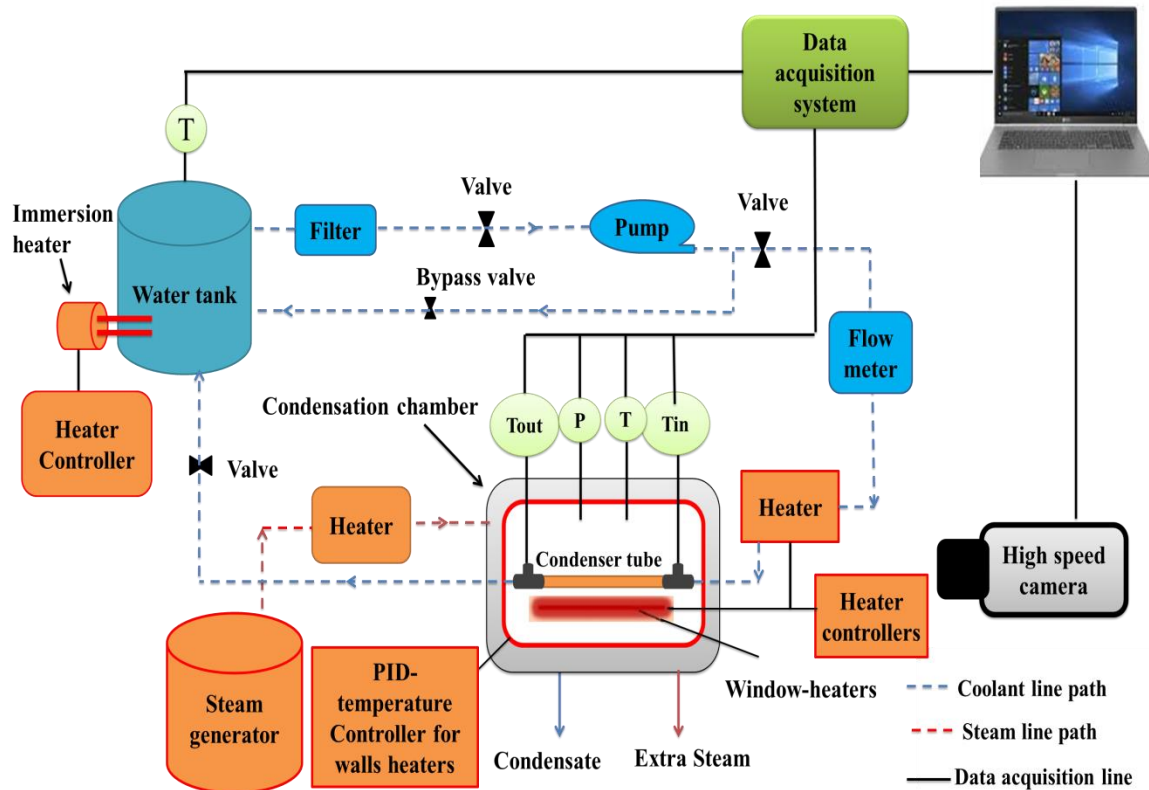 Data
acquisition
system
T
Valve
Valve
Immersion
heater
Filter
Pump
Bypass valve
Water tank
Flow
meter
Condensation chamber
Tout
P
T
Tin
Heater
Controller
Valve
Heater
Heater
Condenser tube
High speed
camera
Heater
controllers
PID-
temperature
Controller for
walls heaters
Steam
generator
Window-heaters
Condensate
Extra Steam
Coolant line path
Steam line path
Data acquisition line